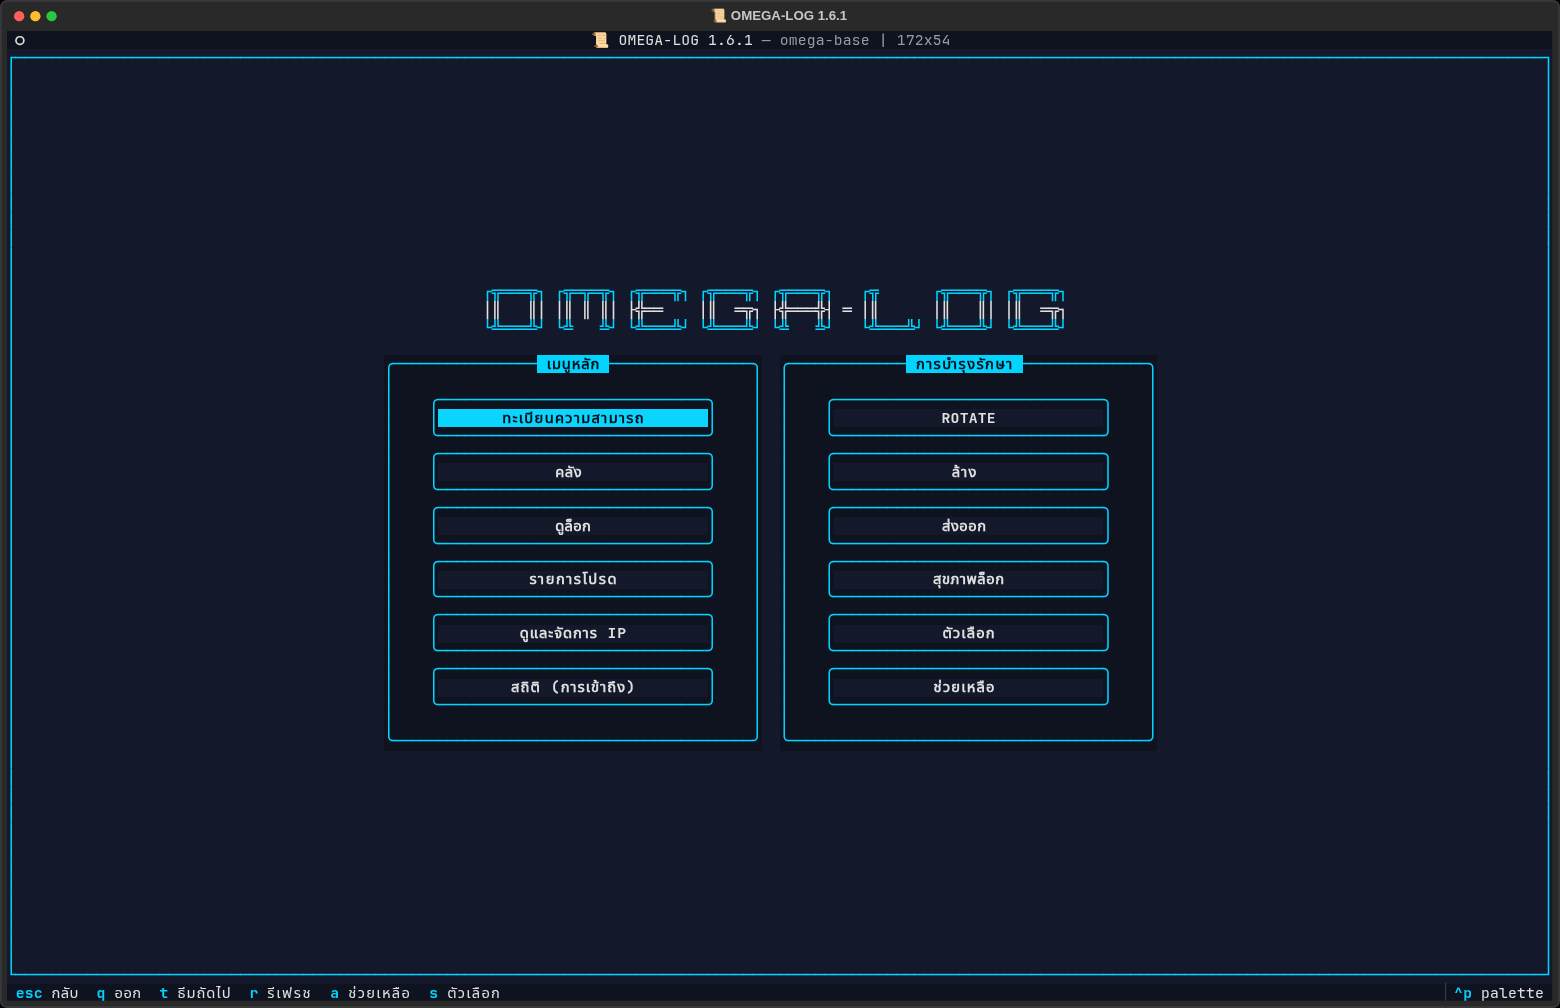 📜 OMEGA-LOG 1.6.1
📜 OMEGA-LOG 1.6.1 — omega-base | 172x54
OMEGA-LOG
เมนูหลัก
ทะเบียนความสามารถ
คลัง
ดูล็อก
รายการโปรด
ดูและจัดการ IP
สถิติ (การเข้าถึง)
การบำรุงรักษา
ROTATE
ล้าง
ส่งออก
สุขภาพล็อก
ตัวเลือก
ช่วยเหลือ
esc กลับ q ออก t ธีมถัดไป r รีเฟรช a ช่วยเหลือ s ตัวเลือก ^p palette